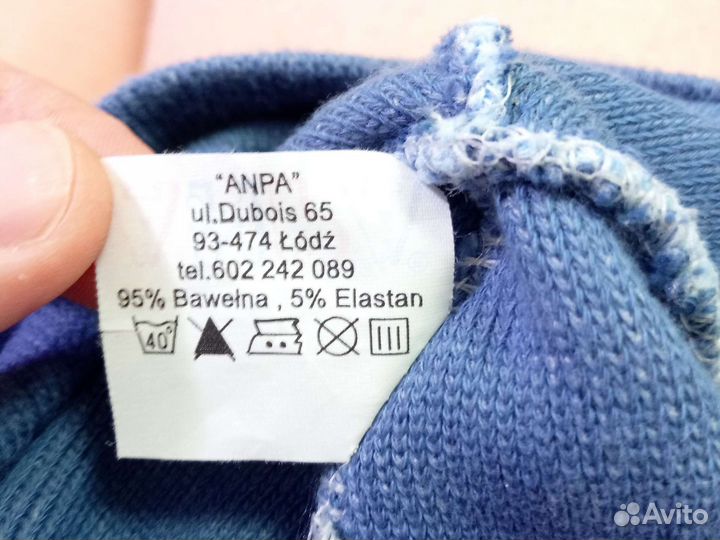 "ANPA"
ul.Dubois 65
93-474 Łódź
tel.602 242 089
95% Bawełna , 5% Elastan
40°
Avito